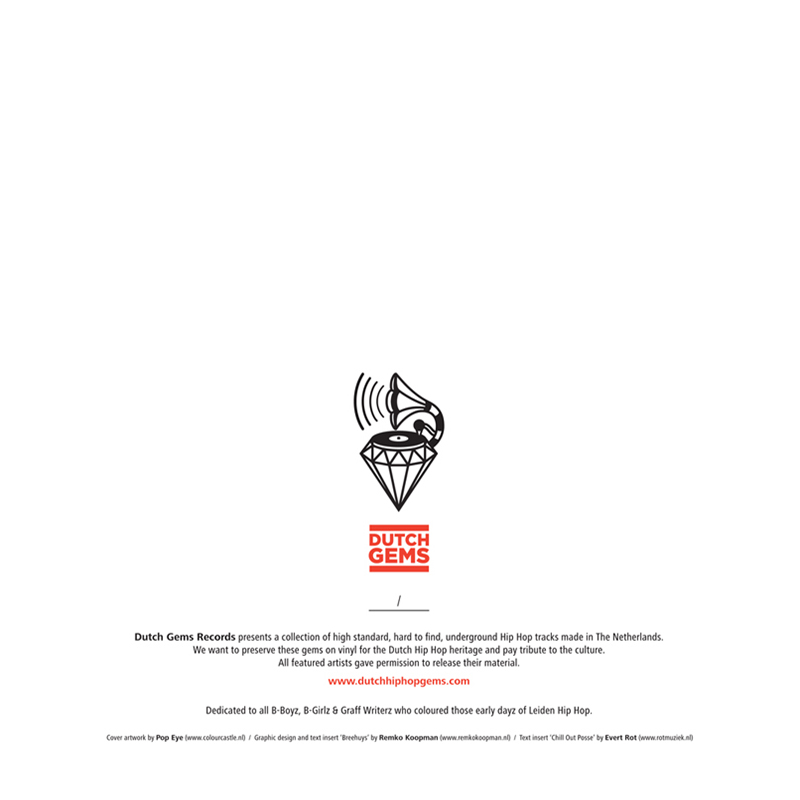 DUTCH
GEMS
/
Dutch Gems Records presents a collection of high standard, hard to find, underground Hip Hop tracks made in The Netherlands.
We want to preserve these gems on vinyl for the Dutch Hip Hop heritage and pay tribute to the culture.
All featured artists gave permission to release their material.
www.dutchhiphopgems.com
Dedicated to all B-Boyz, B-Girlz & Graff Writerz who coloured those early dayz of Leiden Hip Hop.
Cover artwork by Pop Eye (www.colourcastle.nl) / Graphic design and text insert 'Breehuys' by Remko Koopman (www.remkokoopman.nl) / Text insert 'Chill Out Posse' by Evert Rot (www.rotmuziek.nl)